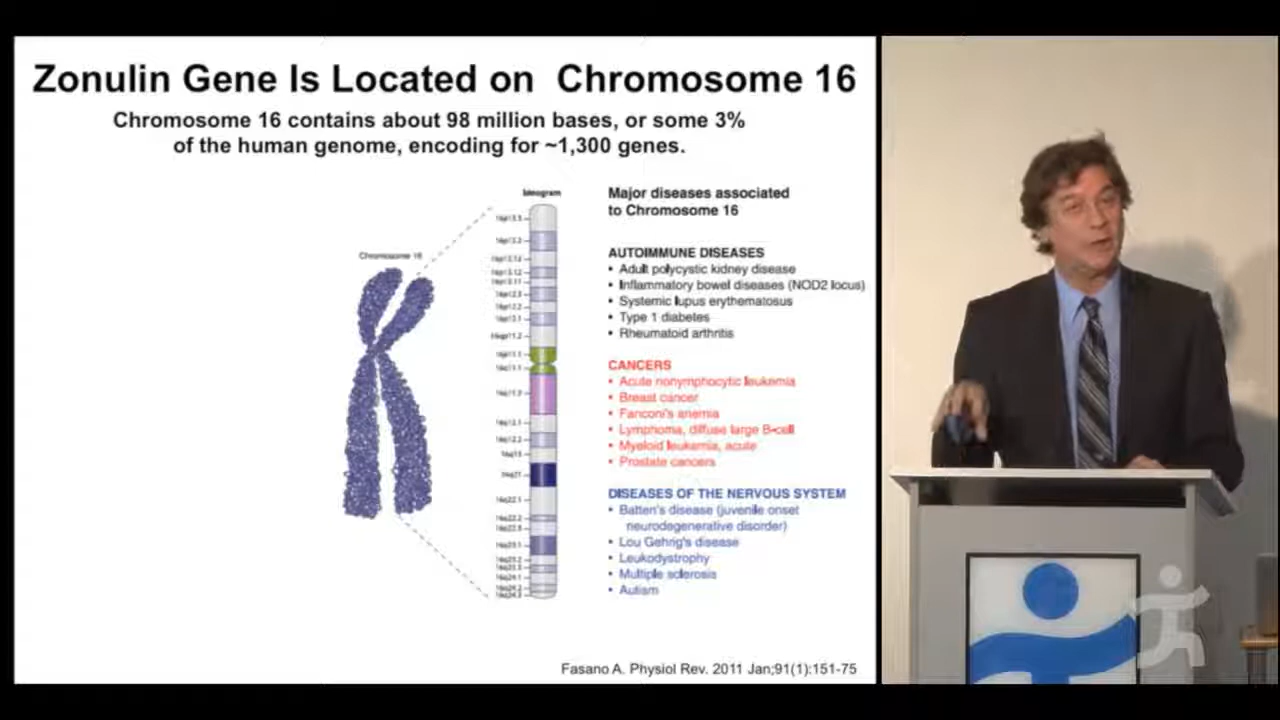 Zonulin Gene Is Located on Chromosome 16
Chromosome 16 contains about 98 million bases, or some 3%
of the human genome, encoding for ~1,300 genes.
Chromosome 16
Ideogram
Major diseases associated
to Chromosome 16
AUTOIMMUNE DISEASES
• Adult polycystic kidney disease
• Inflammatory bowel diseases (NOD2 locus)
• Systemic lupus erythematosus
• Type 1 diabetes
• Rheumatoid arthritis
CANCERS
• Acute nonymphocytic leukemia
• Breast cancer
• Fanconi's anemia
• Lymphoma, diffuse large B-cell
• Myeloid leukemia, acute
• Prostate cancers
DISEASES OF THE NERVOUS SYSTEM
• Batten's disease (juvenile onset
neurodegenerative disorder)
• Lou Gehrig's disease
• Leukodystrophy
• Multiple sclerosis
• Autism
Fasano A. Physiol Rev. 2011 Jan;91(1):151-75